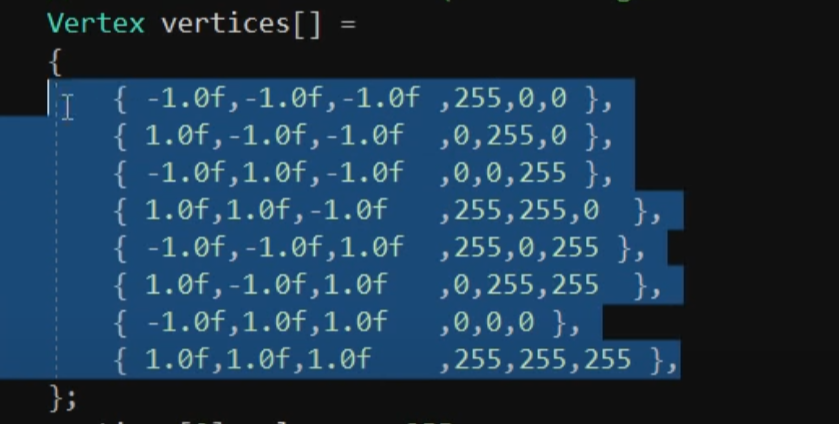 Vertex vertices[] =
{
{ -1.0f,-1.0f,-1.0f ,255,0,0 },
{ 1.0f,-1.0f,-1.0f ,0,255,0 },
{ -1.0f,1.0f,-1.0f ,0,0,255 },
{ 1.0f,1.0f,-1.0f ,255,255,0 },
{ -1.0f,-1.0f,1.0f ,255,0,255 },
{ 1.0f,-1.0f,1.0f ,0,255,255 },
{ -1.0f,1.0f,1.0f ,0,0,0 },
{ 1.0f,1.0f,1.0f ,255,255,255 },
};